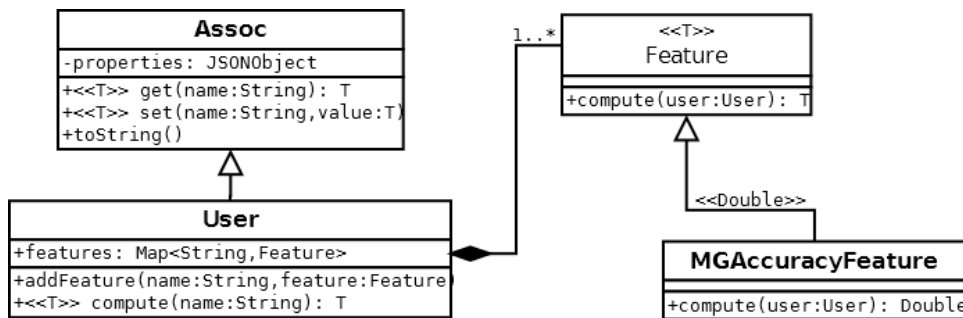 Assoc
-properties: JSONObject
+<<T>> get(name:String): T
+<<T>> set(name:String,value:T)
+toString()
1..*
<<T>>
Feature
+compute(user:User): T
<<Double>>
User
+features: Map<String,Feature>
+addFeature(name:String,feature:Feature)
+<<T>> compute(name:String): T
MGAccuracyFeature
+compute(user:User): Double